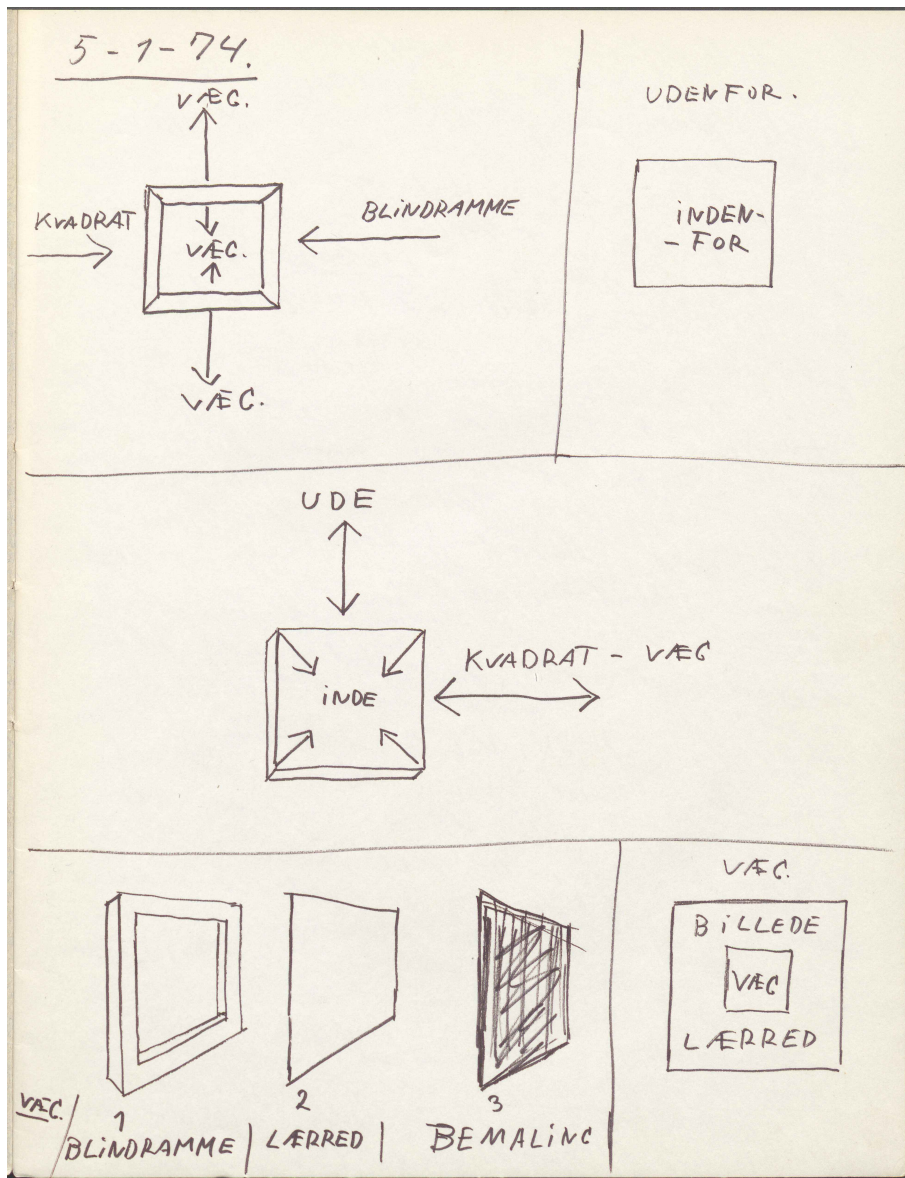 5-1-74.
VÆG.
KVADRAT
BLINDRAMME
VÆG.
VÆG.
UDENFOR.
INDEN-
-FOR
UDE
INDE
KVADRAT - VÆG
VÆG.
1
BLINDRAMME
2
LÆRRED
3
BEMALING
VÆG.
BILLEDE
VÆG
LÆRRED